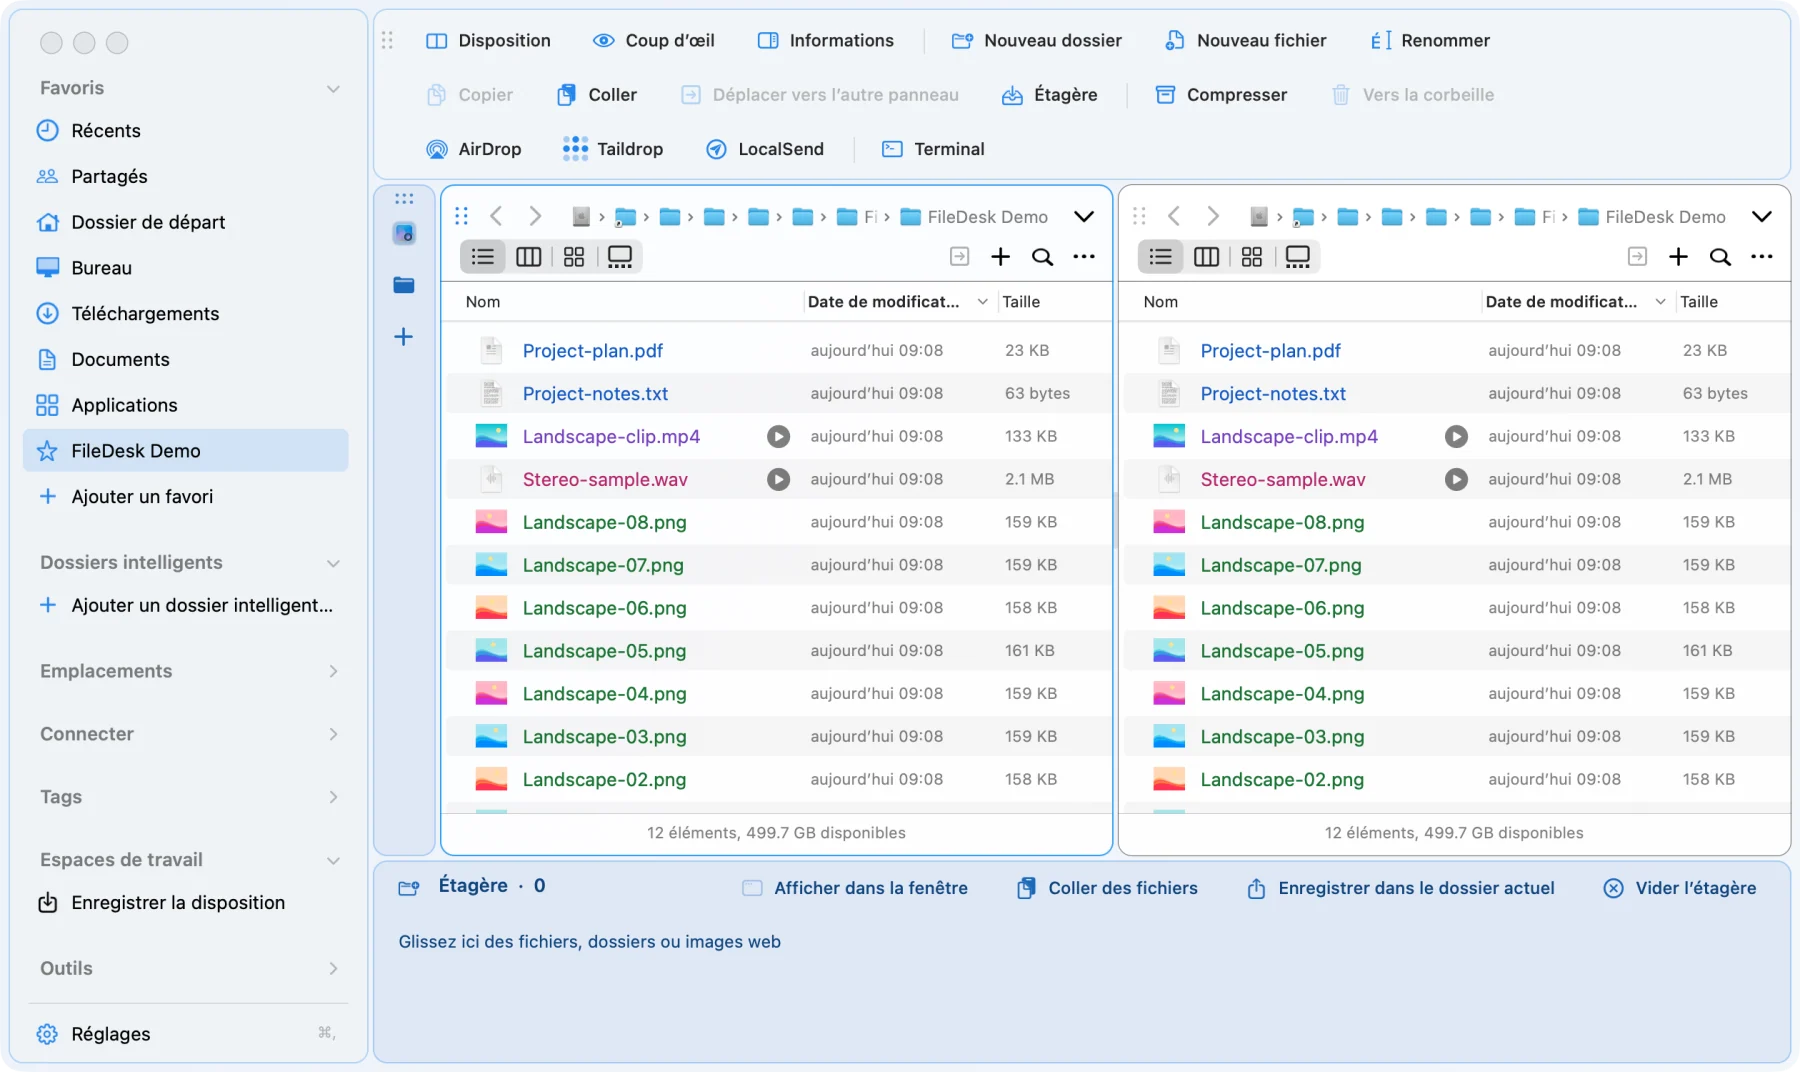 Favoris
Récents
Partagés
Dossier de départ
Bureau
Téléchargements
Documents
Applications
FileDesk Demo
Ajouter un favori
Dossiers intelligents
Ajouter un dossier intelligent...
Emplacements
Connecter
Tags
Espaces de travail
Enregistrer la disposition
Outils
Réglages ⌘,
Disposition Coup d’œil Informations Nouveau dossier Nouveau fichier Renommer
Copier Coller Déplacer vers l’autre panneau Étagère Compresser Vers la corbeille
AirDrop Taildrop LocalSend Terminal
Fi FileDesk Demo
Nom Date de modificat... Taille
Project-plan.pdf aujourd’hui 09:08 23 KB
Project-notes.txt aujourd’hui 09:08 63 bytes
Landscape-clip.mp4 aujourd’hui 09:08 133 KB
Stereo-sample.wav aujourd’hui 09:08 2.1 MB
Landscape-08.png aujourd’hui 09:08 159 KB
Landscape-07.png aujourd’hui 09:08 159 KB
Landscape-06.png aujourd’hui 09:08 158 KB
Landscape-05.png aujourd’hui 09:08 161 KB
Landscape-04.png aujourd’hui 09:08 159 KB
Landscape-03.png aujourd’hui 09:08 159 KB
Landscape-02.png aujourd’hui 09:08 158 KB
12 éléments, 499.7 GB disponibles
Fi FileDesk Demo
Nom Date de modificat... Taille
Project-plan.pdf aujourd’hui 09:08 23 KB
Project-notes.txt aujourd’hui 09:08 63 bytes
Landscape-clip.mp4 aujourd’hui 09:08 133 KB
Stereo-sample.wav aujourd’hui 09:08 2.1 MB
Landscape-08.png aujourd’hui 09:08 159 KB
Landscape-07.png aujourd’hui 09:08 159 KB
Landscape-06.png aujourd’hui 09:08 158 KB
Landscape-05.png aujourd’hui 09:08 161 KB
Landscape-04.png aujourd’hui 09:08 159 KB
Landscape-03.png aujourd’hui 09:08 159 KB
Landscape-02.png aujourd’hui 09:08 158 KB
12 éléments, 499.7 GB disponibles
Étagère · 0 Afficher dans la fenêtre Coller des fichiers Enregistrer dans le dossier actuel Vider l’étagère
Glissez ici des fichiers, dossiers ou images web